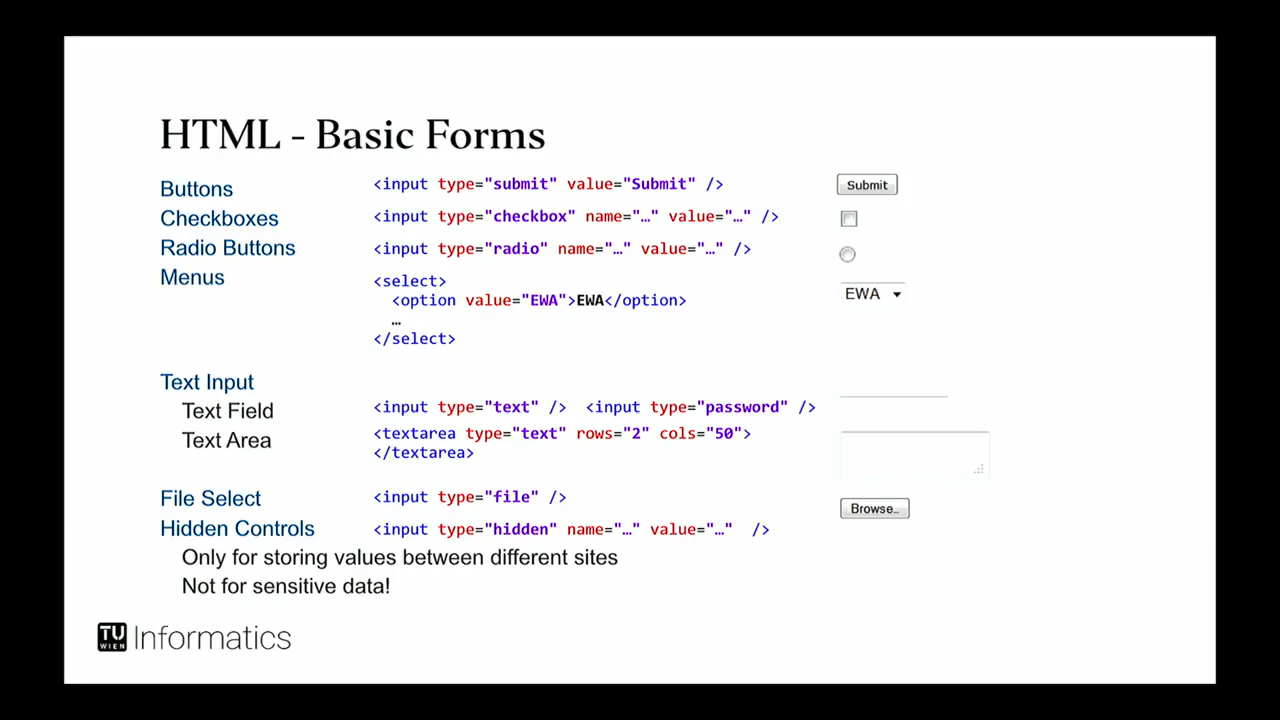 HTML - Basic Forms
Buttons <input type="submit" value="Submit" /> Submit
Checkboxes <input type="checkbox" name="…" value="…" />
Radio Buttons <input type="radio" name="…" value="…" />
Menus <select>
<option value="EWA">EWA</option> EWA
…
</select>
Text Input
Text Field <input type="text" /> <input type="password" />
Text Area <textarea type="text" rows="2" cols="50">
</textarea>
File Select <input type="file" /> Browse…
Hidden Controls <input type="hidden" name="…" value="…" />
Only for storing values between different sites
Not for sensitive data!
TU WIEN Informatics